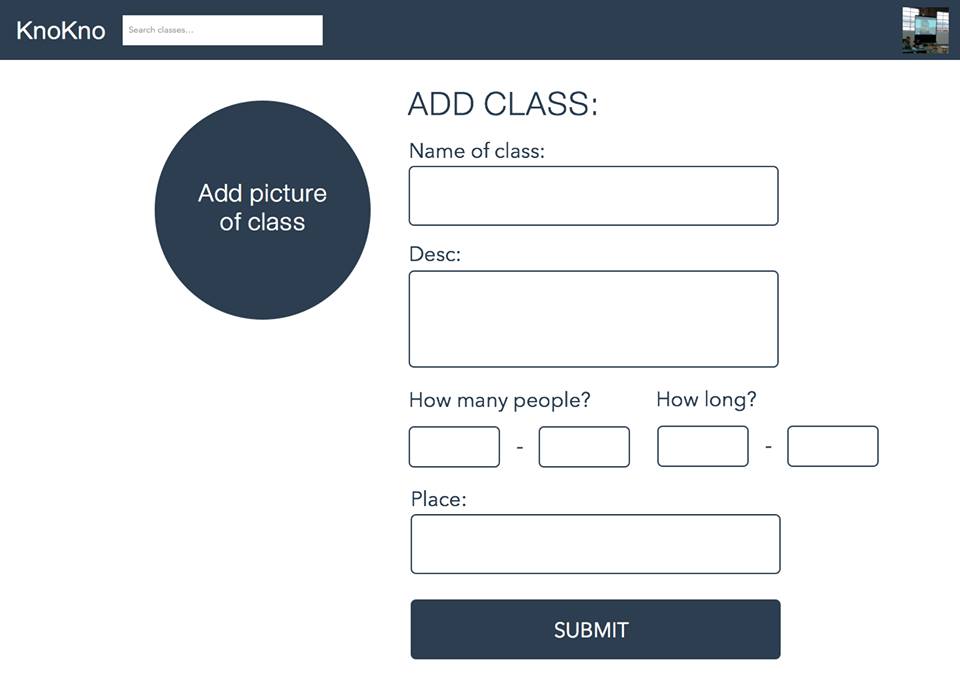 KnoKno
Search classes...
Add picture
of class
ADD CLASS:
Name of class:
Desc:
How many people?
How long?
-
-
Place:
SUBMIT